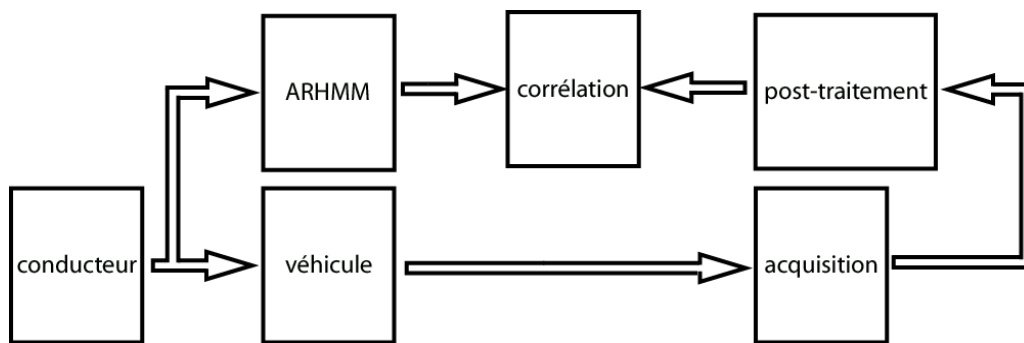 ARHMM
corrélation
post-traitement
conducteur
véhicule
acquisition